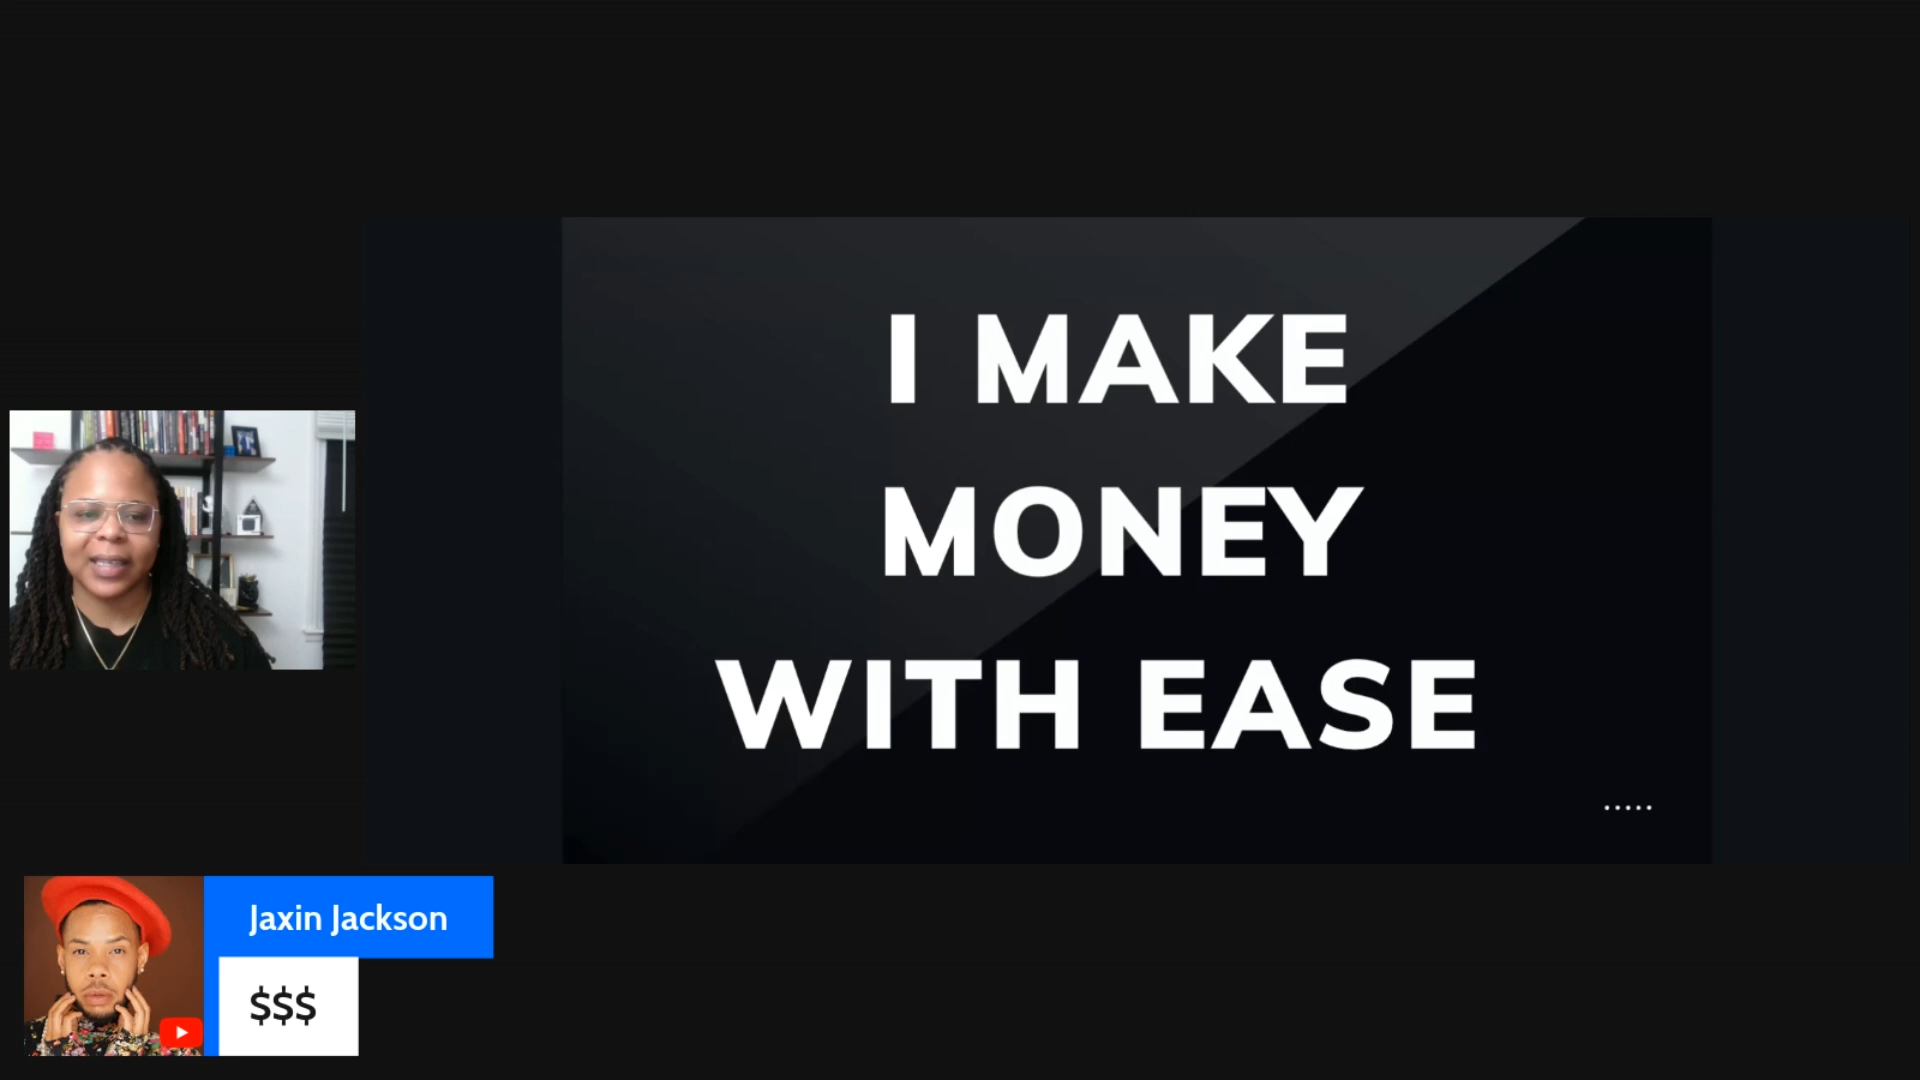 I MAKE
MONEY
WITH EASE
.....
Jaxin Jackson
$$$